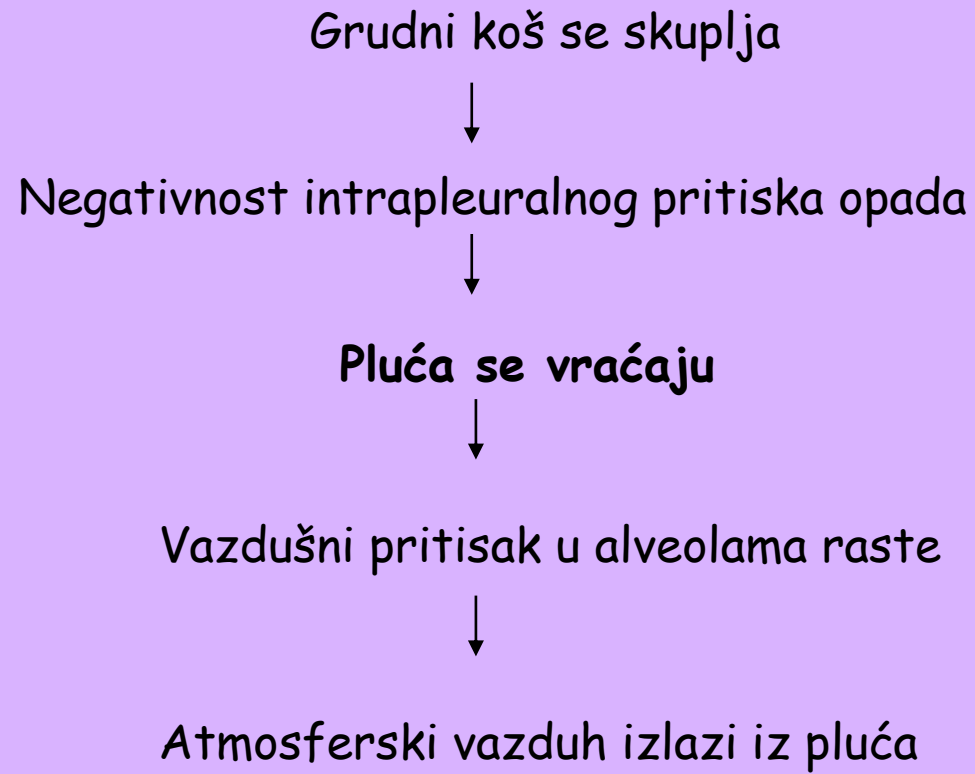 Grudni koš se skuplja
Negativnost intrapleuralnog pritiska opada
Pluća se vraćaju
Vazdušni pritisak u alveolama raste
Atmosferski vazduh izlazi iz pluća